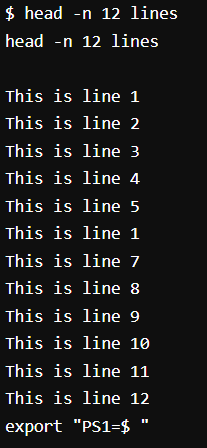 $ head -n 12 lines
head -n 12 lines

This is line 1
This is line 2
This is line 3
This is line 4
This is line 5
This is line 1
This is line 7
This is line 8
This is line 9
This is line 10
This is line 11
This is line 12
export "PS1=$ "